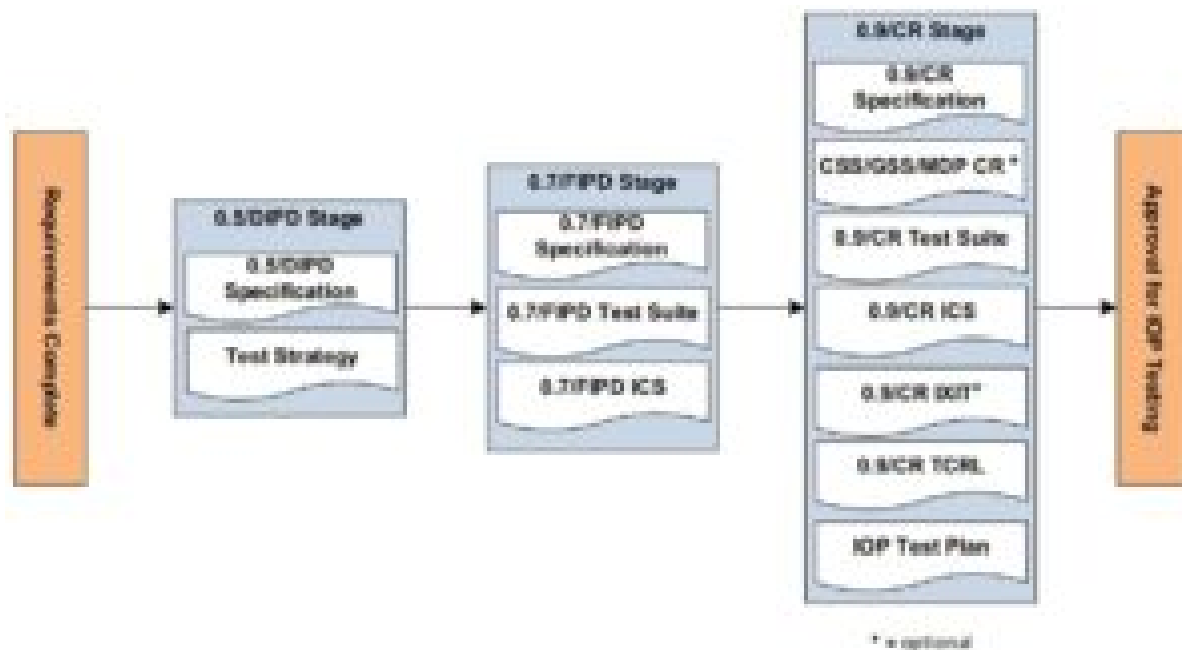 Requirements Complete
0.5/DIPD Stage
0.5/DIPD
Specification
Test Strategy
0.7/FIPD Stage
0.7/FIPD
Specification
0.7/FIPD Test Suite
0.7/FIPD ICS
0.9/CR Stage
0.9/CR
Specification
CSS/GSS/MDP CR *
0.9/CR Test Suite
0.9/CR ICS
0.9/CR IXIT*
0.9/CR TCRL
IOP Test Plan
Approval for IOP Testing
* = optional